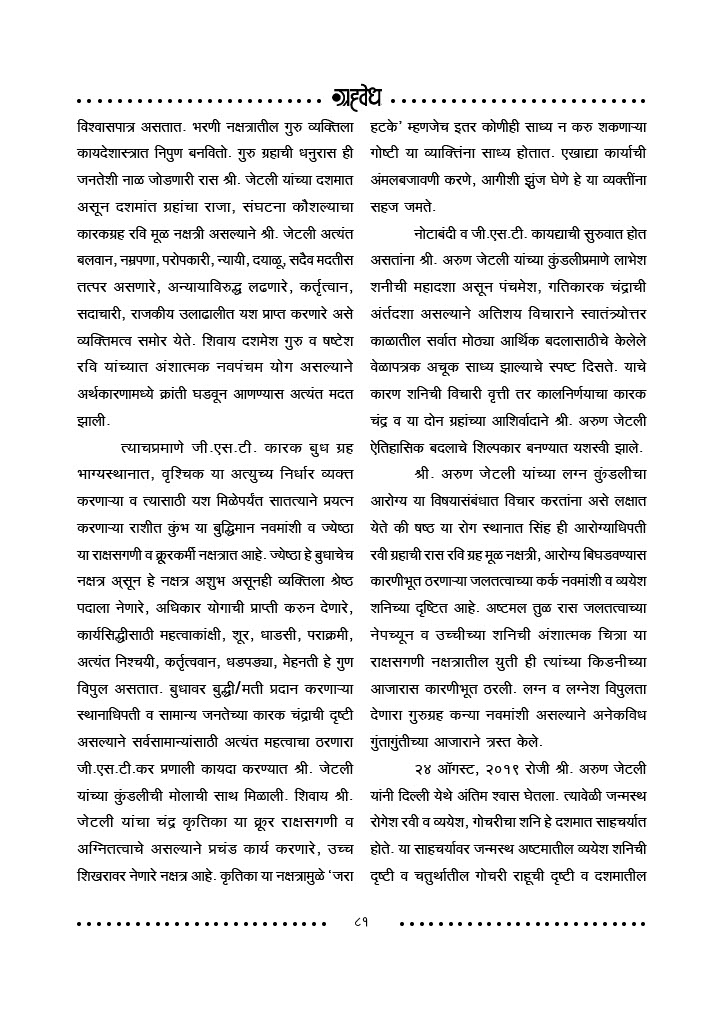 ग्रहवेध
विश्वासपात्र असतात. भरणी नक्षत्रातील गुरु व्यक्तिला
कायदेशास्त्रात निपुण बनवितो. गुरु ग्रहाची धनुरास ही
जनतेशी नाळ जोडणारी रास श्री. जेटली यांच्या दशमात
असून दशमांत ग्रहांचा राजा, संघटना कौशल्याचा
कारकग्रह रवि मूळ नक्षत्री असल्याने श्री. जेटली अत्यंत
बलवान, नम्रपणा, परोपकारी, न्यायी, दयाळू, सदैव मदतीस
तत्पर असणारे, अन्यायाविरुद्ध लढणारे, कर्तृत्वान,
सदाचारी, राजकीय उलाढालीत यश प्राप्त करणारे असे
व्यक्तिमत्व समोर येते. शिवाय दशमेश गुरु व षष्टेश
रवि यांच्यात अंशात्मक नवपंचम योग असल्याने
अर्थकारणामध्ये क्रांती घडवून आणण्यास अत्यंत मदत
झाली.
त्याचप्रमाणे जी.एस.टी. कारक बुध ग्रह
भाग्यस्थानात, वृश्चिक या अत्युच्य निर्धार व्यक्त
करणाऱ्या व त्यासाठी यश मिळेपर्यंत सातत्याने प्रयत्न
करणाऱ्या राशीत कुंभ या बुद्धिमान नवमांशी व ज्येष्ठा
या राक्षसगणी व क्रूरकर्मी नक्षत्रात आहे. ज्येष्ठा हे बुधाचेच
नक्षत्र अ्सून हे नक्षत्र अशुभ असूनही व्यक्तिला श्रेष्ठ
पदाला नेणारे, अधिकार योगाची प्राप्ती करुन देणारे,
कार्यसिद्धीसाठी महत्वाकांक्षी, शूर, धाडसी, पराक्रमी,
अत्यंत निश्चयी, कर्तृत्ववान, धडपड्या, मेहनती हे गुण
विपुल असतात. बुधावर बुद्धी/मती प्रदान करणाऱ्या
स्थानाधिपती व सामान्य जनतेच्या कारक चंद्राची दृष्टी
असल्याने सर्वसामान्यांसाठी अत्यंत महत्वाचा ठरणारा
जी.एस.टी.कर प्रणाली कायदा करण्यात श्री. जेटली
यांच्या कुंडलीची मोलाची साथ मिळाली. शिवाय श्री.
जेटली यांचा चंद्र कृतिका या क्रूर राक्षसगणी व
अग्नितत्वाचे असल्याने प्रचंड कार्य करणारे, उच्च
शिखरावर नेणारे नक्षत्र आहे. कृतिका या नक्षत्रामुळे ‘जरा
हटके’ म्हणजेच इतर कोणीही साध्य न करु शकणाऱ्या
गोष्टी या व्याक्तिंना साध्य होतात. एखाद्या कार्याची
अंमलबजावणी करणे, आगीशी झुंज घेणे हे या व्यक्तींना
सहज जमते.
नोटाबंदी व जी.एस.टी. कायद्याची सुरुवात होत
असतांना श्री. अरुण जेटली यांच्या कुंडलीप्रमाणे लाभेश
शनीची महादशा असून पंचमेश, गतिकारक चंद्राची
अंर्तदशा असल्याने अतिशय विचाराने स्वातंत्र्योत्तर
काळातील सर्वात मोठ्या आर्थिक बदलासाठीचे केलेले
वेळापत्रक अचूक साध्य झाल्याचे स्पष्ट दिसते. याचे
कारण शनिची विचारी वृत्ती तर कालनिर्णयाचा कारक
चंद्र व या दोन ग्रहांच्या आशिर्वादाने श्री. अरुण जेटली
ऐतिहासिक बदलाचे शिल्पकार बनण्यात यशस्वी झाले.
श्री. अरुण जेटली यांच्या लग्न कुंडलीचा
आरोग्य या विषयासंबंधात विचार करतांना असे लक्षात
येते की षष्ठ या रोग स्थानात सिंह ही आरोग्याधिपती
रवी ग्रहाची रास रवि ग्रह मूळ नक्षत्री, आरोग्य बिघडवण्यास
कारणीभूत ठरणाऱ्या जलतत्वाच्या कर्क नवमांशी व व्ययेश
शनिच्या दृष्टित आहे. अष्टमल तुळ रास जलतत्वाच्या
नेपच्यून व उच्चीच्या शनिची अंशात्मक चित्रा या
राक्षसगणी नक्षत्रातील युती ही त्यांच्या किडनीच्या
आजारास कारणीभूत ठरली. लग्न व लग्नेश विपुलता
देणारा गुरुग्रह कन्या नवमांशी असल्याने अनेकविध
गुंतागुंतीच्या आजाराने त्रस्त केले.
२४ ऑगस्ट, २०१९ रोजी श्री. अरुण जेटली
यांनी दिल्ली येथे अंतिम श्वास घेतला. त्यावेळी जन्मस्थ
रोगेश रवी व व्ययेश, गोचरीचा शनि हे दशमात साहचर्यात
होते. या साहचर्यावर जन्मस्थ अष्टमातील व्ययेश शनिची
दृष्टी व चतुर्थातील गोचरी राहूची दृष्टी व दशमातील
८१